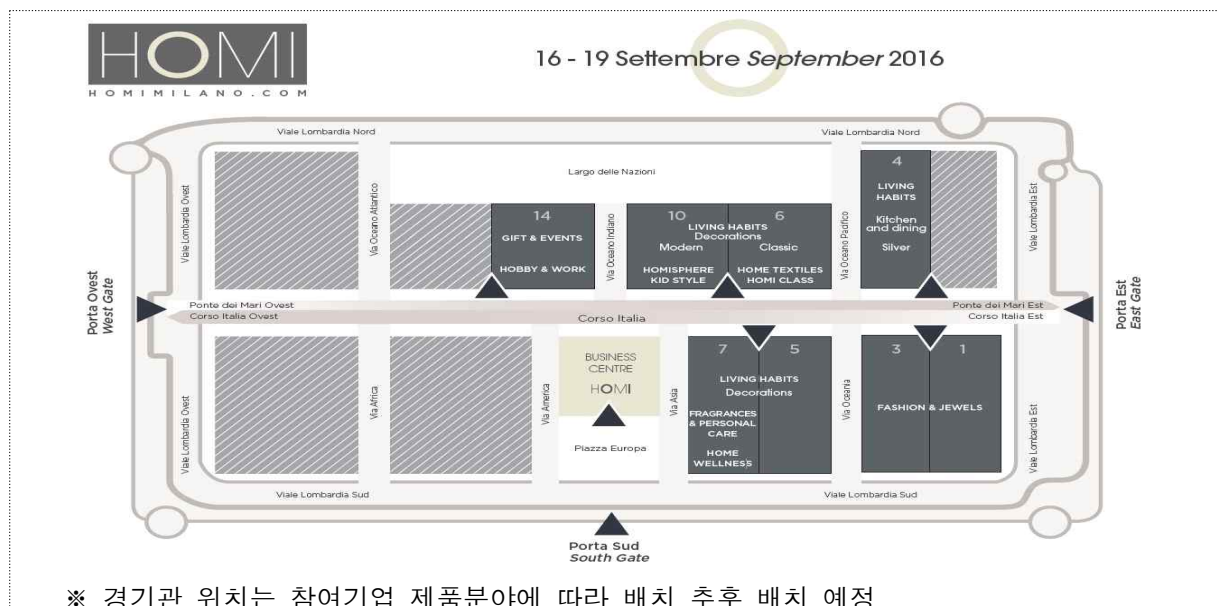 HOMI
HOMIMILANO.COM
16 - 19 Settembre September 2016
Viale Lombardia Nord
Viale Lombardia Nord
Largo delle Nazioni
Viale Lombardia Ovest
Via Oceano Atlantico
14
GIFT & EVENTS
HOBBY & WORK
Via Oceano Indiano
10
6
LIVING HABITS
Decorations
Modern
Classic
HOMISPHERE
KID STYLE
HOME TEXTILES
HOMI CLASS
Via Oceano Pacifico
4
LIVING
HABITS
Kitchen
and dining
Silver
Viale Lombardia Est
Porta Ovest
West Gate
Ponte dei Mari Ovest
Corso Italia Ovest
Corso Italia
Ponte dei Mari Est
Corso Italia Est
Porta Est
East Gate
Viale Lombardia Ovest
Via Africa
Via America
BUSINESS
CENTRE
HOMI
Piazza Europa
Via Asia
7
5
LIVING HABITS
Decorations
FRAGRANCES
& PERSONAL
CARE
HOME
WELLNESS
Via Oceania
3
1
FASHION & JEWELS
Viale Lombardia Est
Viale Lombardia Sud
Viale Lombardia Sud
Porta Sud
South Gate
※ 경기관 위치는 참여기업 제품분야에 따라 배치 추후 배치 예정